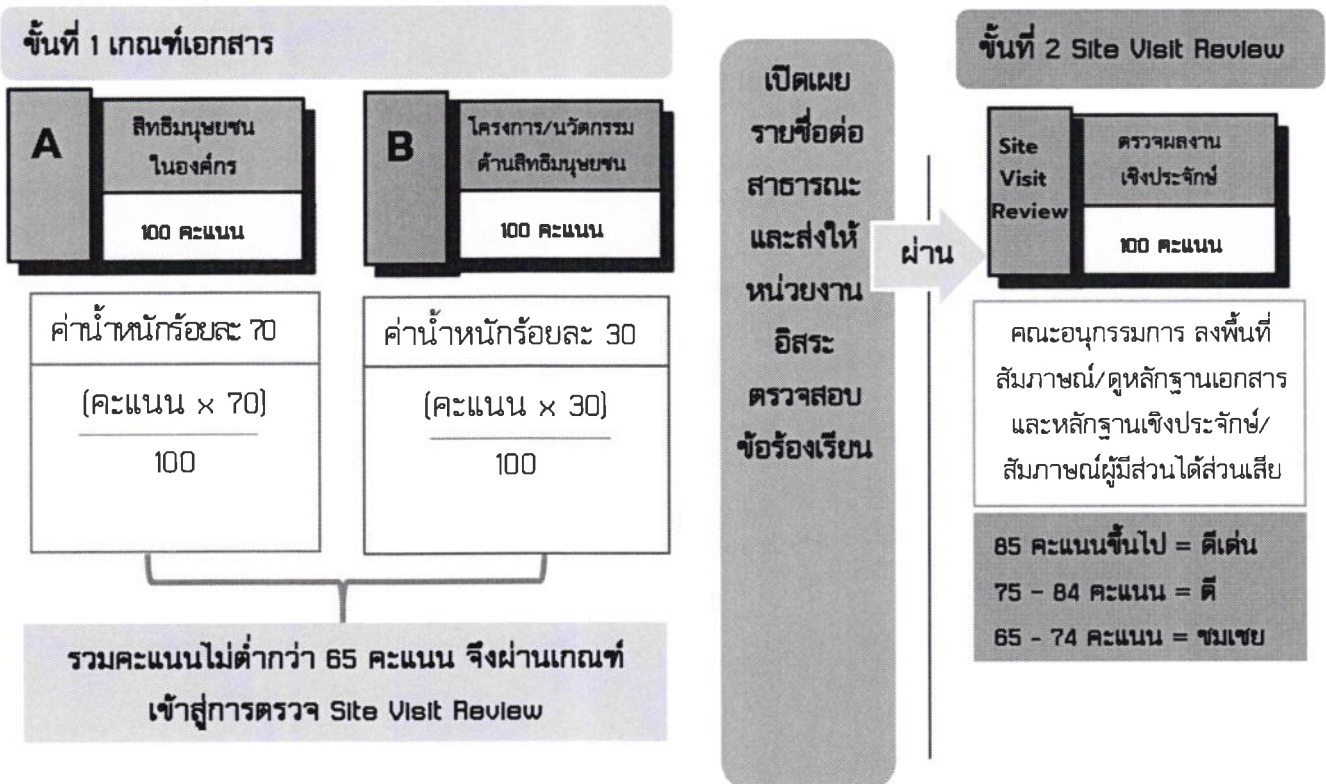 ขั้นที่ 1 เกณฑ์เอกสาร
A
สิทธิมนุษยชน
ในองค์กร
100 คะแนน
B
โครงการ/นวัตกรรม
ด้านสิทธิมนุษยชน
100 คะแนน
ค่าน้ำหนักร้อยละ 70
(คะแนน × 70)
100
ค่าน้ำหนักร้อยละ 30
(คะแนน × 30)
100
รวมคะแนนไม่ต่ำกว่า 65 คะแนน จึงผ่านเกณฑ์
เข้าสู่การตรวจ Site Visit Review
เปิดเผย
รายชื่อต่อ
สาธารณะ
และส่งให้
หน่วยงาน
อิสระ
ตรวจสอบ
ข้อร้องเรียน
ผ่าน
ขั้นที่ 2 Site Visit Review
Site
Visit
Review
ตรวจผลงาน
เชิงประจักษ์
100 คะแนน
คณะอนุกรรมการ ลงพื้นที่
สัมภาษณ์/ดูหลักฐานเอกสาร
และหลักฐานเชิงประจักษ์/
สัมภาษณ์ผู้มีส่วนได้ส่วนเสีย
85 คะแนนขึ้นไป = ดีเด่น
75 - 84 คะแนน = ดี
65 - 74 คะแนน = ชมเชย